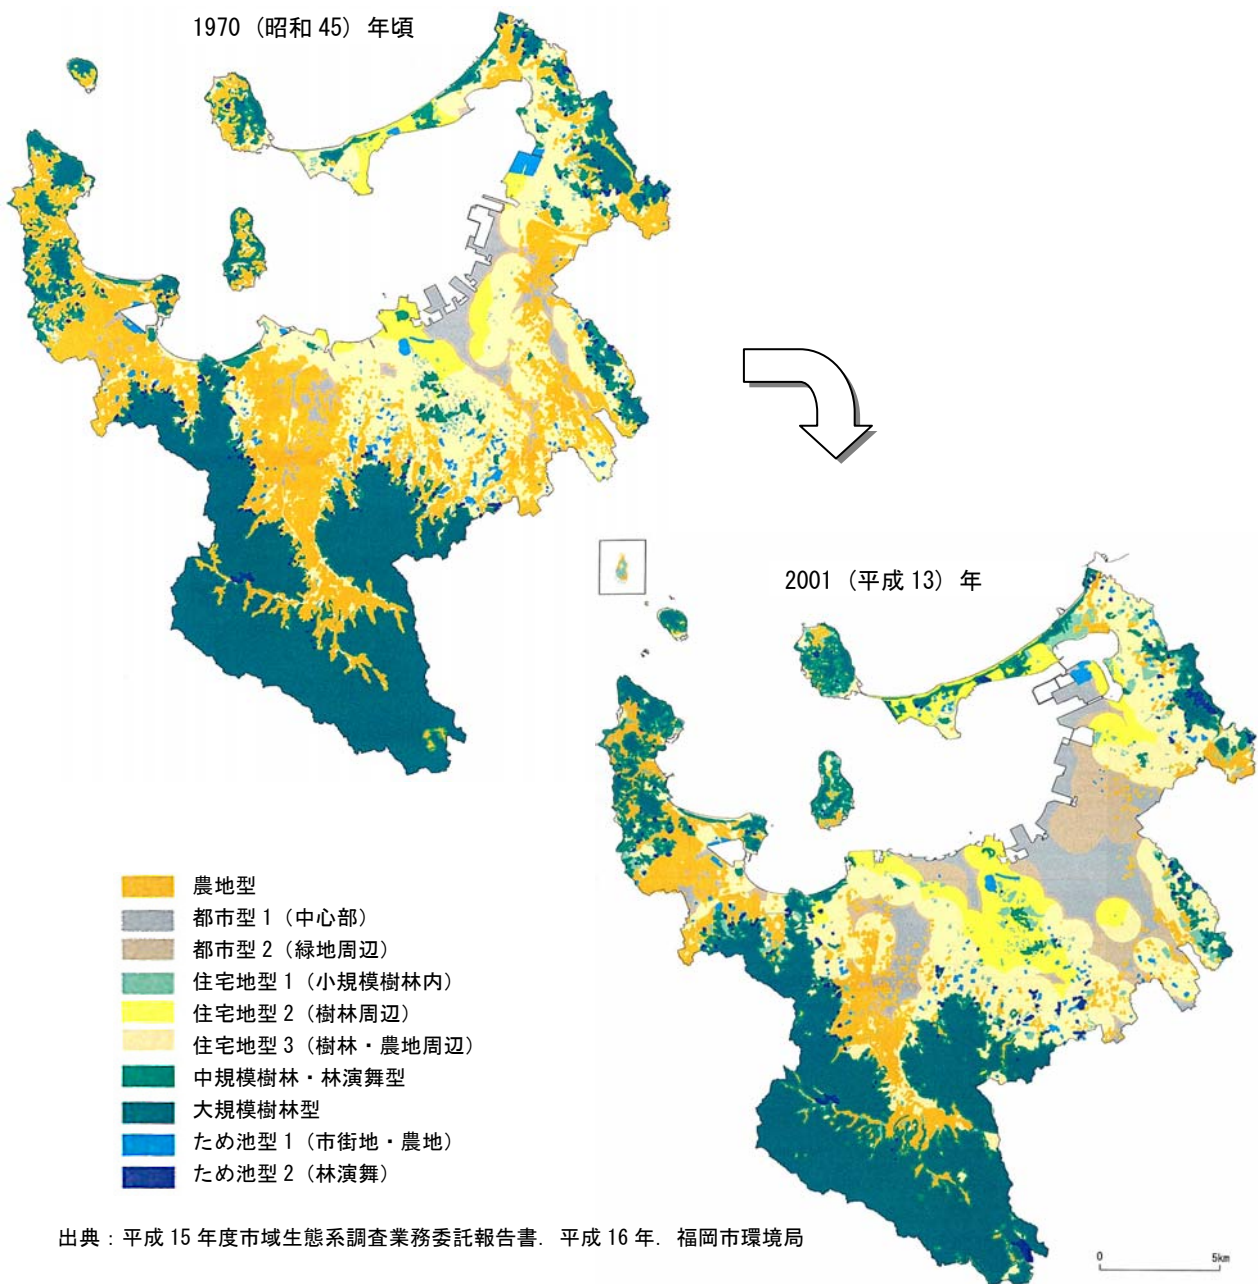 1970（昭和 45）年頃
2001（平成 13）年
農地型
都市型 1（中心部）
都市型 2（緑地周辺）
住宅地型 1（小規模樹林内）
住宅地型 2（樹林周辺）
住宅地型 3（樹林・農地周辺）
中規模樹林・林演舞型
大規模樹林型
ため池型 1（市街地・農地）
ため池型 2（林演舞）
出典：平成 15 年度市域生態系調査業務委託報告書．平成 16 年．福岡市環境局
0 5km